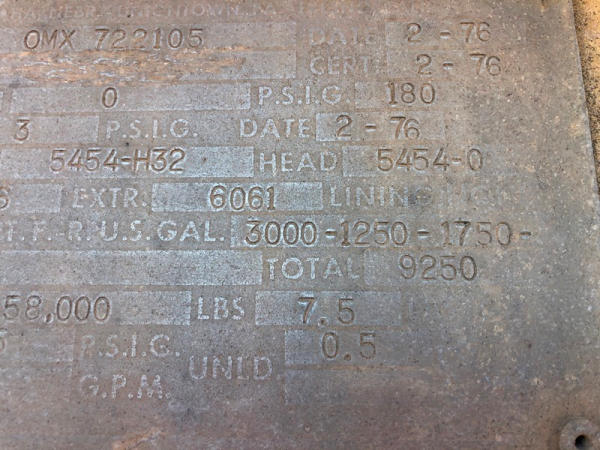 OMX 722105 DATE 2-76
CERT. 2-76
0 P.S.I.G. 180
3 P.S.I.G. DATE 2-76
5454-H32 HEAD 5454-0
EXTR. 6061 LINING
T.F.-R. U.S. GAL. 3000-1250-1750-
TOTAL 9250
58,000 LBS 7.5
P.S.I.G. UNLD. 0.5
G.P.M.